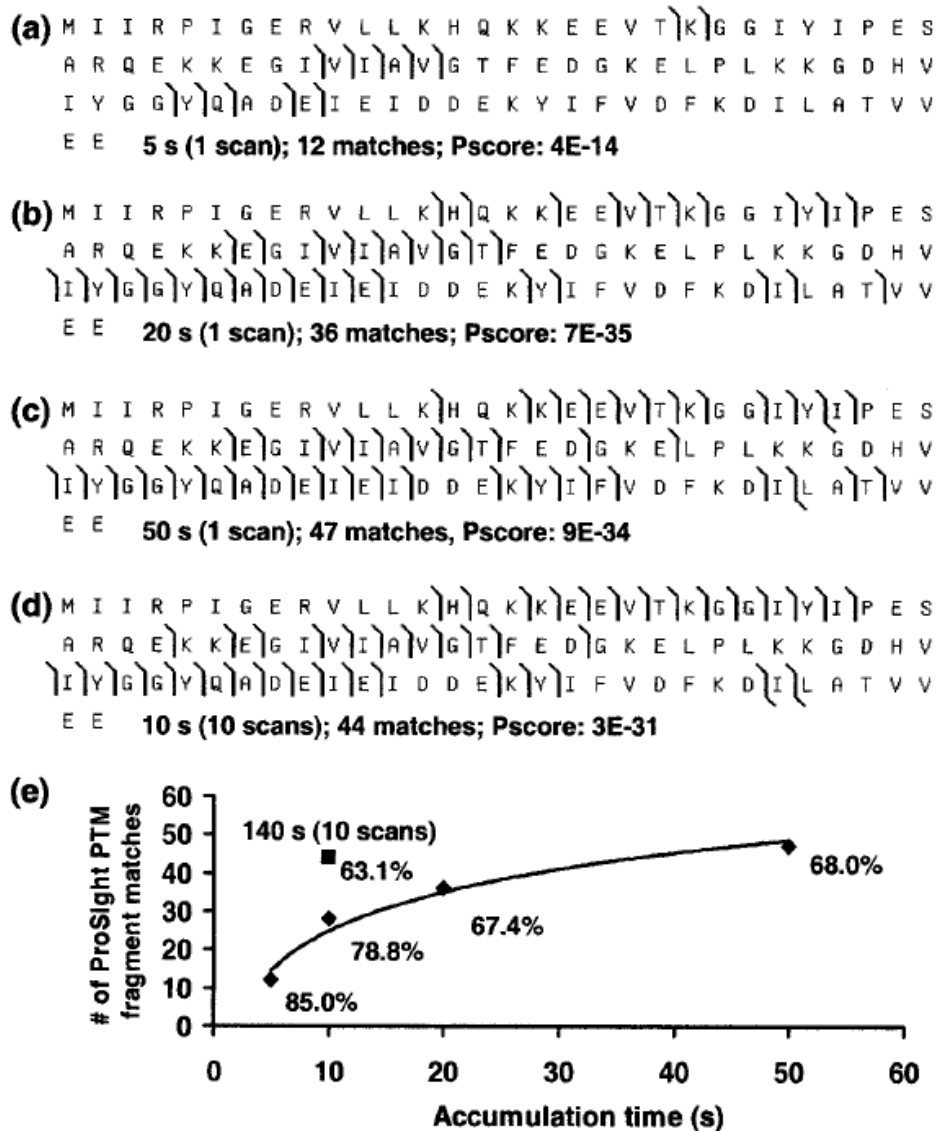 (a) M I I R P I G E R V L L K H Q K K E E V T K G G I Y I P E S
A R Q E K K E G I V I A V G T F E D G K E L P L K K G D H V
I Y G G Y Q A D E I E I D D E K Y I F V D F K D I L A T V V
E E 5 s (1 scan); 12 matches; Pscore: 4E-14
(b) M I I R P I G E R V L L K H Q K K E E V T K G G I Y I P E S
A R Q E K K E G I V I A V G T F E D G K E L P L K K G D H V
I Y G G Y Q A D E I E I D D E K Y I F V D F K D I L A T V V
E E 20 s (1 scan); 36 matches; Pscore: 7E-35
(c) M I I R P I G E R V L L K H Q K K E E V T K G G I Y I P E S
A R Q E K K E G I V I A V G T F E D G K E L P L K K G D H V
I Y G G Y Q A D E I E I D D E K Y I F V D F K D I L A T V V
E E 50 s (1 scan); 47 matches, Pscore: 9E-34
(d) M I I R P I G E R V L L K H Q K K E E V T K G G I Y I P E S
A R Q E K K E G I V I A V G T F E D G K E L P L K K G D H V
I Y G G Y Q A D E I E I D D E K Y I F V D F K D I L A T V V
E E 10 s (10 scans); 44 matches; Pscore: 3E-31
(e)
# of ProSight PTM
fragment matches
60
50
40
30
20
10
0
140 s (10 scans)
63.1%
68.0%
67.4%
78.8%
85.0%
0 10 20 30 40 50 60
Accumulation time (s)